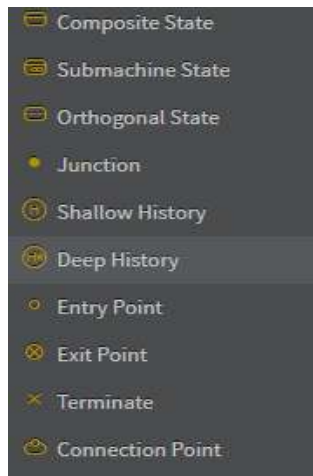 Composite State
Submachine State
Orthogonal State
Junction
H Shallow History
H* Deep History
Entry Point
Exit Point
Terminate
Connection Point